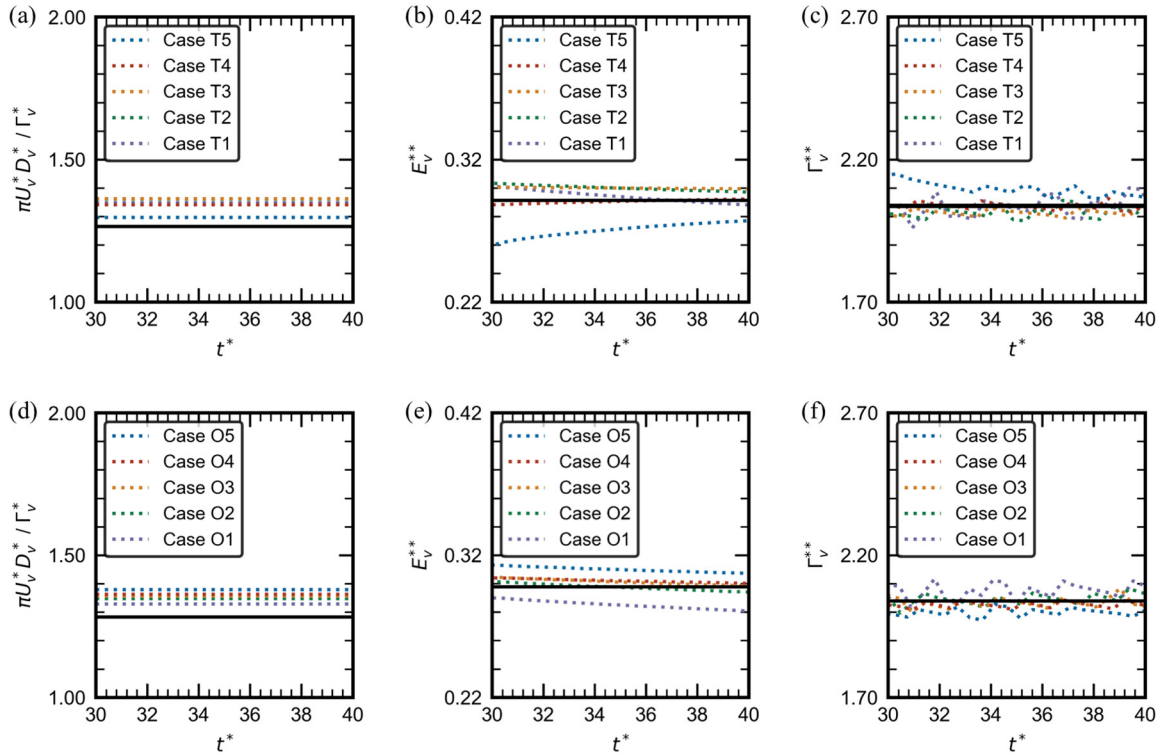 (a)
2.00
1.50
1.00
πU*ᵥD*ᵥ / Γ*ᵥ
Case T5
Case T4
Case T3
Case T2
Case T1
30 32 34 36 38 40
t*
(b)
0.42
0.32
0.22
E**ᵥ
Case T5
Case T4
Case T3
Case T2
Case T1
30 32 34 36 38 40
t*
(c)
2.70
2.20
1.70
Γ**ᵥ
Case T5
Case T4
Case T3
Case T2
Case T1
30 32 34 36 38 40
t*
(d)
2.00
1.50
1.00
πU*ᵥD*ᵥ / Γ*ᵥ
Case O5
Case O4
Case O3
Case O2
Case O1
30 32 34 36 38 40
t*
(e)
0.42
0.32
0.22
E**ᵥ
Case O5
Case O4
Case O3
Case O2
Case O1
30 32 34 36 38 40
t*
(f)
2.70
2.20
1.70
Γ**ᵥ
Case O5
Case O4
Case O3
Case O2
Case O1
30 32 34 36 38 40
t*